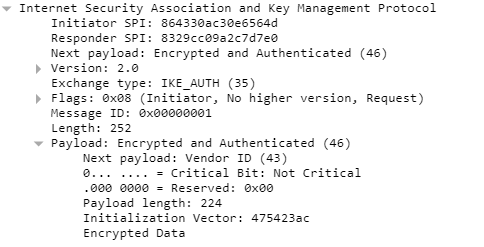 Internet Security Association and Key Management Protocol
Initiator SPI: 864330ac30e6564d
Responder SPI: 8329cc09a2c7d7e0
Next payload: Encrypted and Authenticated (46)
Version: 2.0
Exchange type: IKE_AUTH (35)
Flags: 0x08 (Initiator, No higher version, Request)
Message ID: 0x00000001
Length: 252
Payload: Encrypted and Authenticated (46)
Next payload: Vendor ID (43)
0... .... = Critical Bit: Not Critical
.000 0000 = Reserved: 0x00
Payload length: 224
Initialization Vector: 475423ac
Encrypted Data